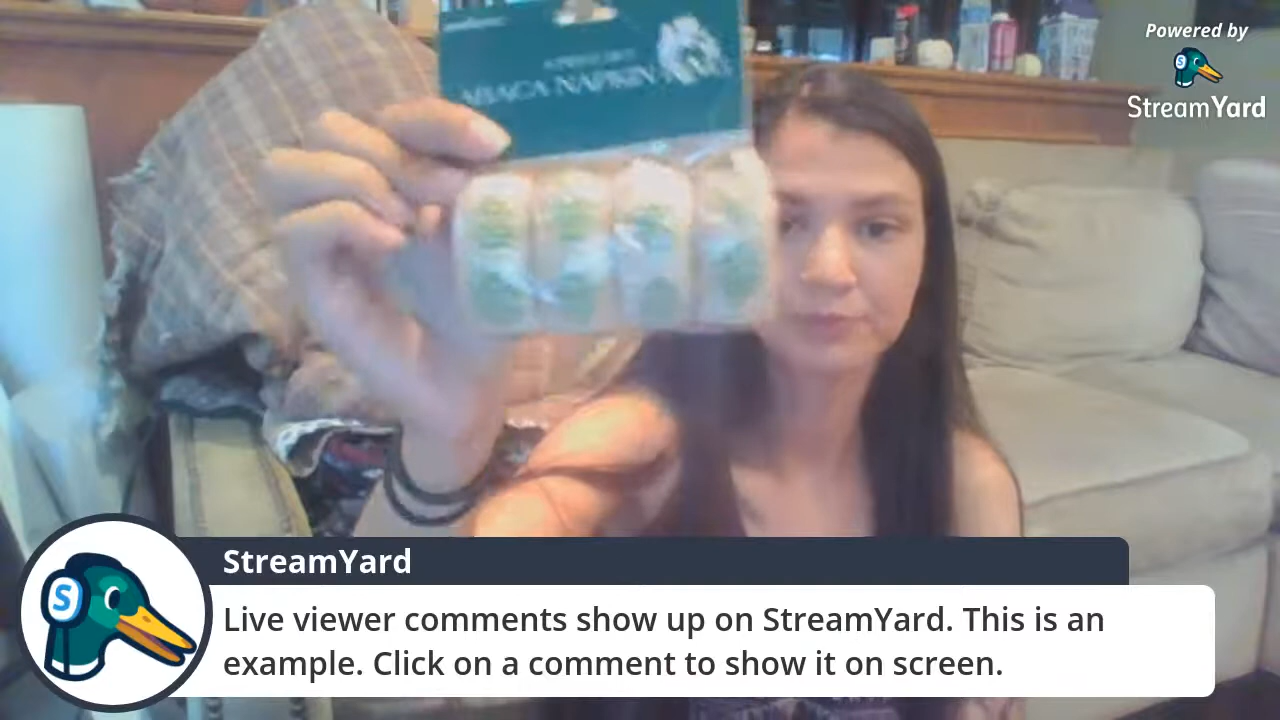 Powered by
StreamYard
ABACA NAPKIN
StreamYard
Live viewer comments show up on StreamYard. This is an
example. Click on a comment to show it on screen.
S
S